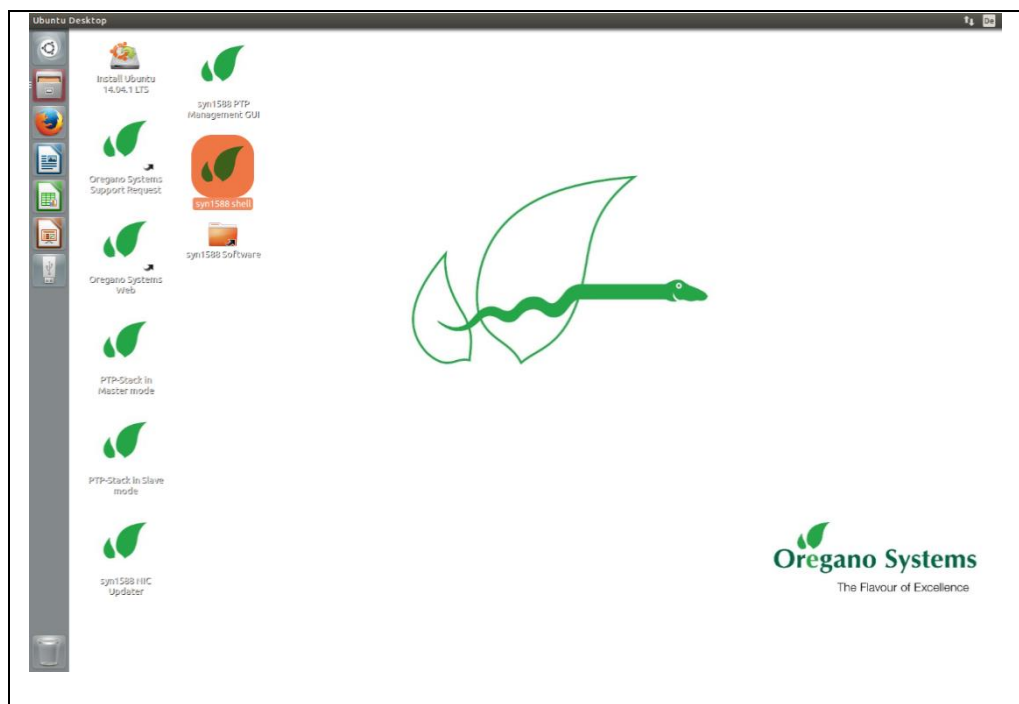 Ubuntu Desktop
De
Install Ubuntu
14.04.1 LTS
syn1588 PTP
Management GUI
Oregano Systems
Support Request
syn1588 shell
Oregano Systems
Web
syn1588 Software
PTP-Stack in
Master mode
PTP-Stack in Slave
mode
syn1588 NIC
Updater
Oregano Systems
The Flavour of Excellence